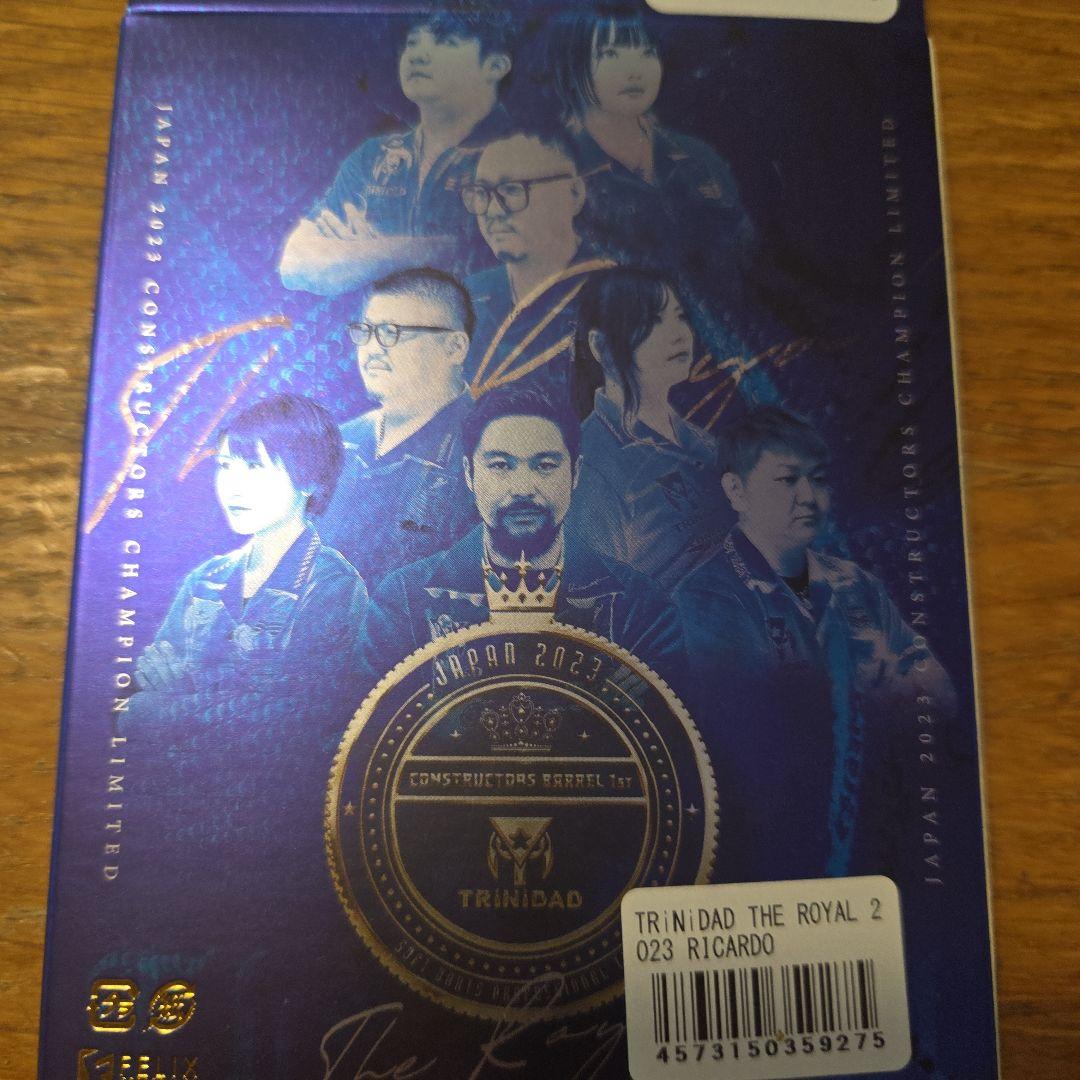 JAPAN 2023 CONSTRUCTORS CHAMPION LIMITED
JAPAN 2023 CONSTRUCTORS CHAMPION LIMITED
JAPAN 2023
CONSTRUCTORS BARREL 1ST
TRiNiDAD
The
TRiNiDAD THE ROYAL 2
023 RICARDO
4573150359275